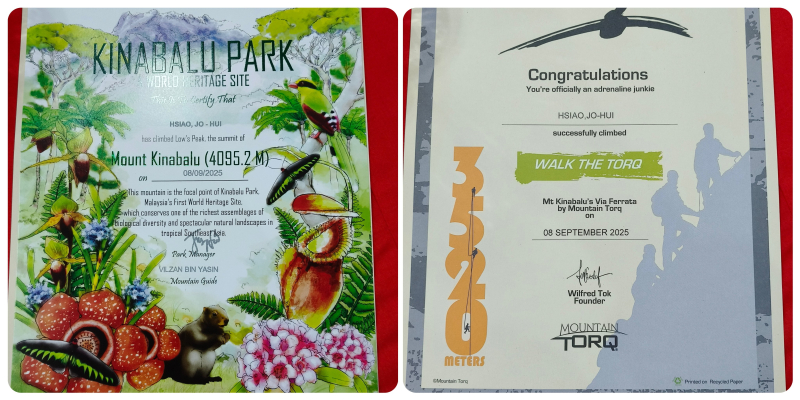 KINABALU PARK
WORLD HERITAGE SITE
This is to Certify That
HSIAO, JO - HUI
has climbed Low's Peak, the summit of
Mount Kinabalu (4095.2 M)
on 08/09/2025
This mountain is the focal point of Kinabalu Park,
Malaysia's First World Heritage Site,
which conserves one of the richest assemblages of
biological diversity and spectacular natural landscapes in
tropical Southeast Asia.
Park Manager
VILZAN BIN YASIN
Mountain Guide
Congratulations
You're officially an adrenaline junkie
HSIAO,JO-HUI
successfully climbed
WALK THE TORQ
3520
METERS
Mt Kinabalu's Via Ferrata
by Mountain Torq
on
08 SEPTEMBER 2025
Wilfred Tok
Founder
MOUNTAIN
TORQ
©Mountain Torq
Printed on Recycled Paper